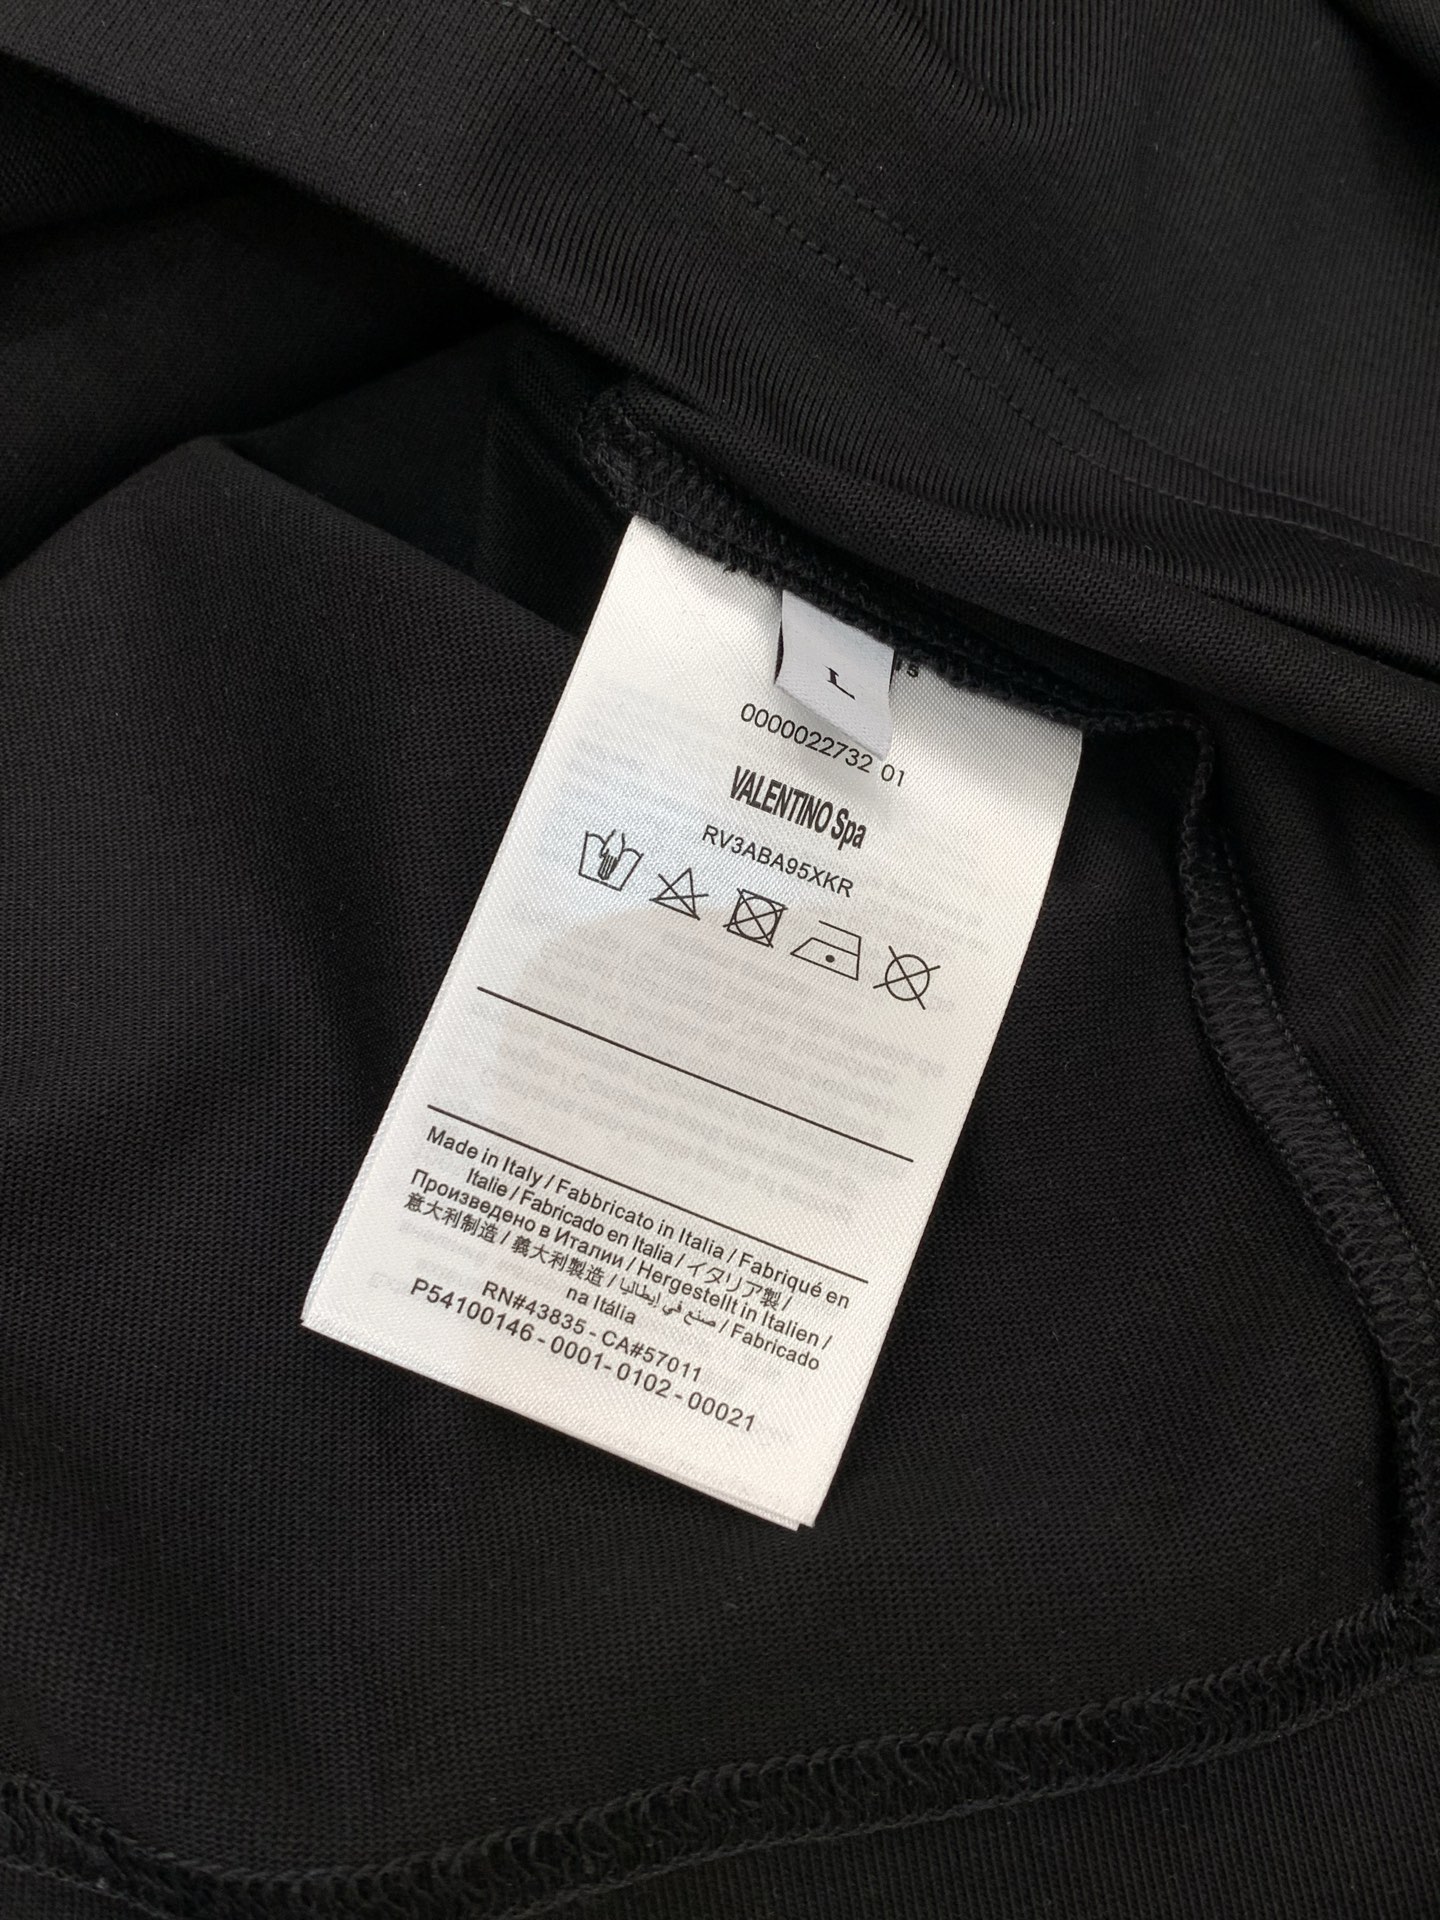 L
0000022732 01
VALENTINO Spa
RV3ABA95XKR
Made in Italy / Fabbricato in Italia / Fabriqué en
Italie / Fabricado en Italia / イタリア製 /
Произведено в Италии / Hergestellt in Italien /
意大利制造 / 義大利製造 / صنع في إيطاليا / Fabricado
na Itália
RN#43835 - CA#57011
P54100146 - 0001- 0102 - 00021